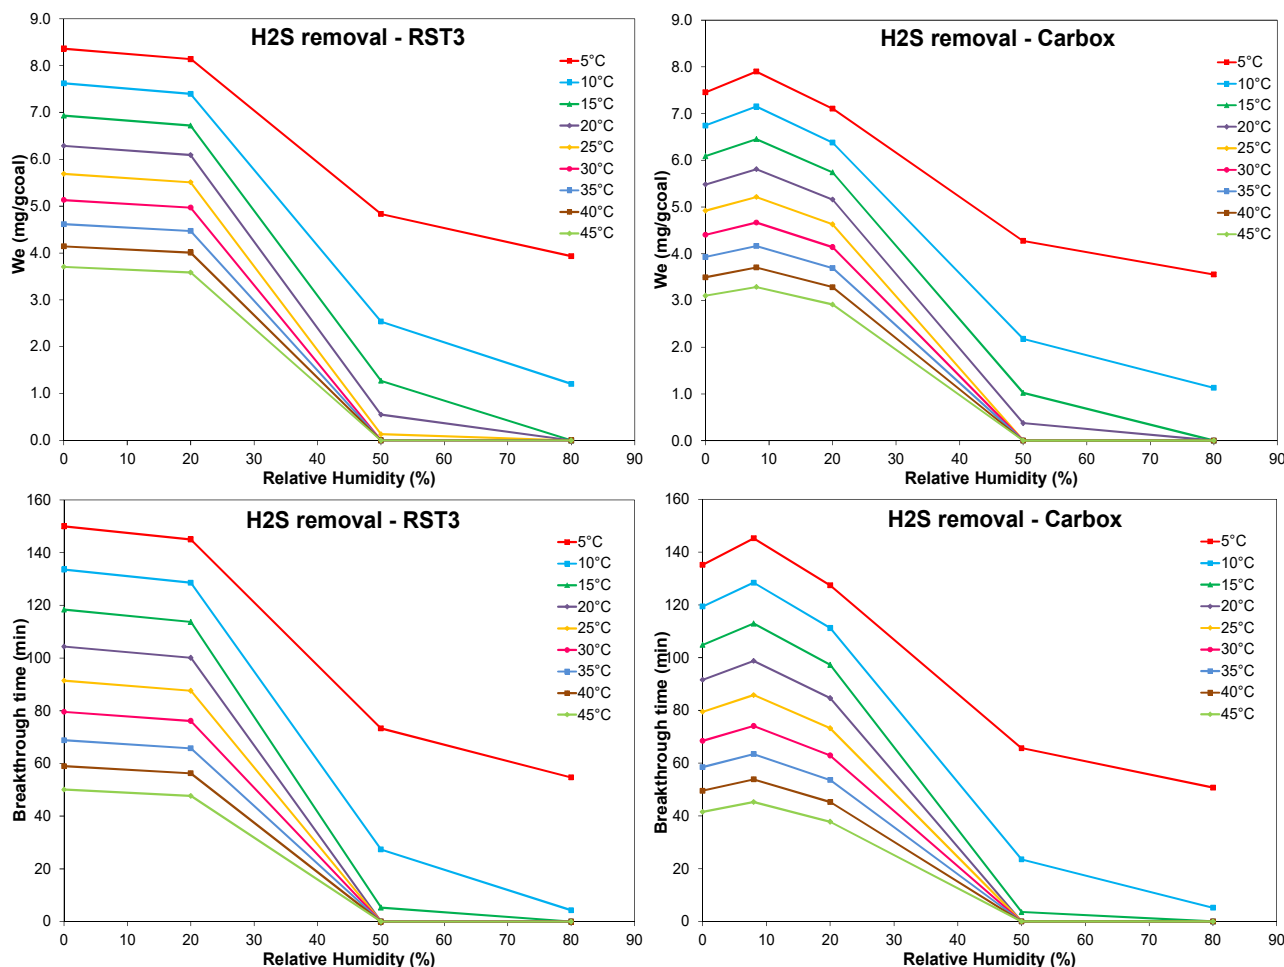 H2S removal - RST3
9.0
8.0
7.0
6.0
5.0
4.0
3.0
2.0
1.0
0.0
We (mg/gcoal)
0 10 20 30 40 50 60 70 80 90
Relative Humidity (%)
5°C
10°C
15°C
20°C
25°C
30°C
35°C
40°C
45°C
H2S removal - Carbox
9.0
8.0
7.0
6.0
5.0
4.0
3.0
2.0
1.0
0.0
We (mg/gcoal)
0 10 20 30 40 50 60 70 80 90
Relative Humidity (%)
5°C
10°C
15°C
20°C
25°C
30°C
35°C
40°C
45°C
H2S removal - RST3
160
140
120
100
80
60
40
20
0
Breakthrough time (min)
0 10 20 30 40 50 60 70 80 90
Relative Humidity (%)
5°C
10°C
15°C
20°C
25°C
30°C
35°C
40°C
45°C
H2S removal - Carbox
160
140
120
100
80
60
40
20
0
Breakthrough time (min)
0 10 20 30 40 50 60 70 80 90
Relative Humidity (%)
5°C
10°C
15°C
20°C
25°C
30°C
35°C
40°C
45°C